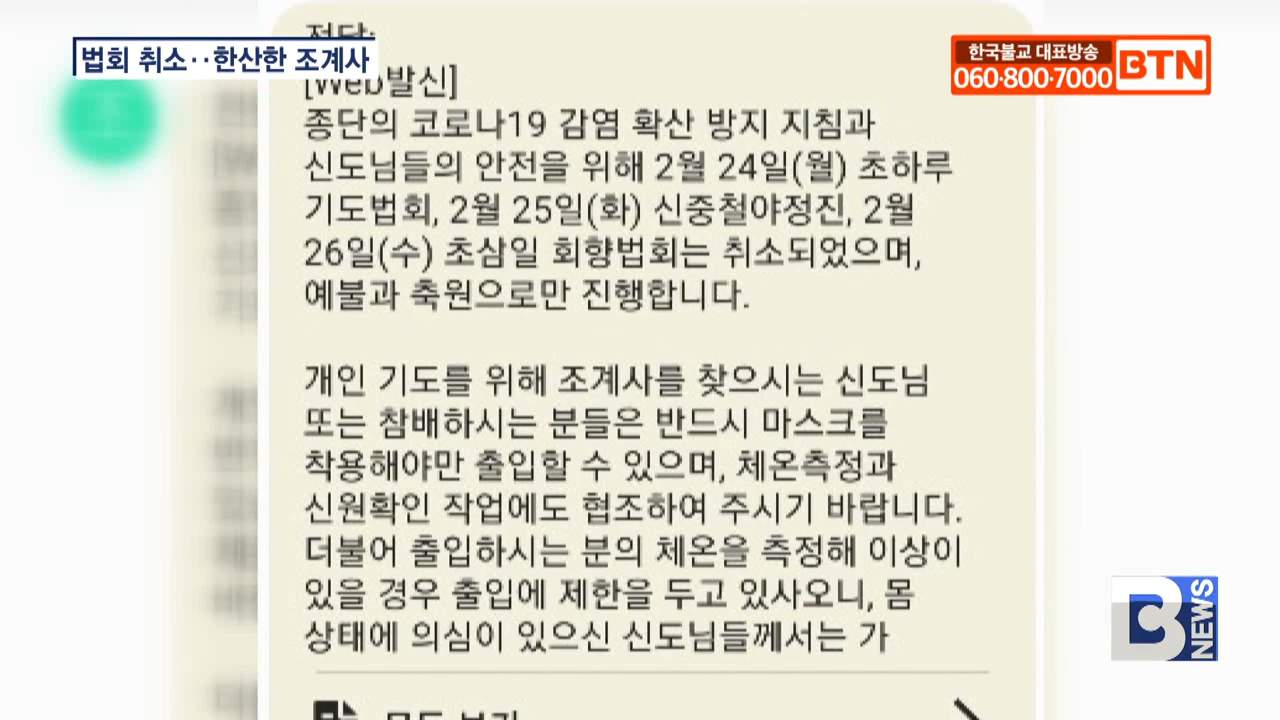 법회 취소‥한산한 조계사
한국불교 대표방송
060·800·7000
BTN
[Web발신]
종단의 코로나19 감염 확산 방지 지침과
신도님들의 안전을 위해 2월 24일(월) 초하루
기도법회, 2월 25일(화) 신중철야정진, 2월
26일(수) 초삼일 회향법회는 취소되었으며,
예불과 축원으로만 진행합니다.
개인 기도를 위해 조계사를 찾으시는 신도님
또는 참배하시는 분들은 반드시 마스크를
착용해야만 출입할 수 있으며, 체온측정과
신원확인 작업에도 협조하여 주시기 바랍니다.
더불어 출입하시는 분의 체온을 측정해 이상이
있을 경우 출입에 제한을 두고 있사오니, 몸
상태에 의심이 있으신 신도님들께서는 가
B NEWS